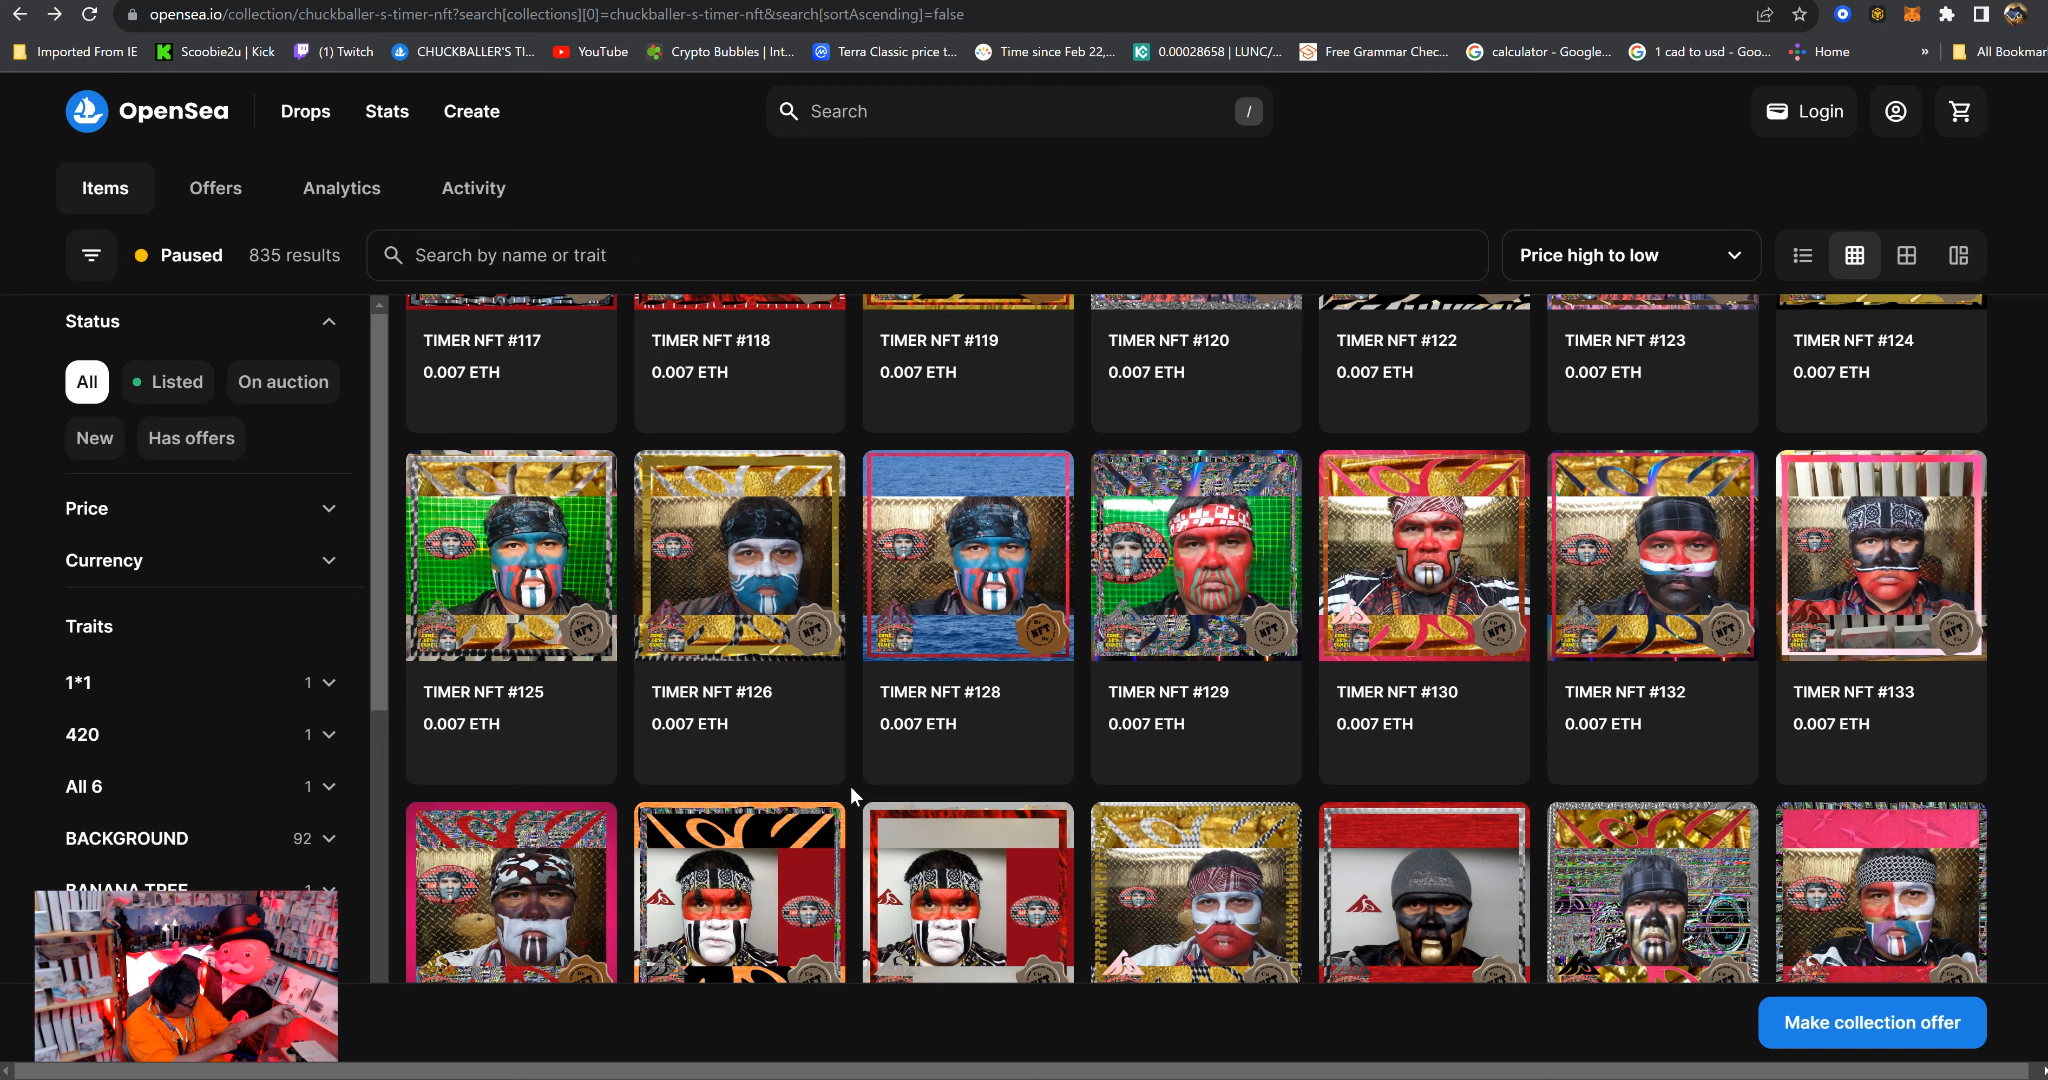 opensea.io/collection/chuckballer-s-timer-nft?search[collections][0]=chuckballer-s-timer-nft&search[sortAscending]=false
Imported From IE Scoobie2u | Kick (1) Twitch CHUCKBALLER'S TI... YouTube Crypto Bubbles | Int... Terra Classic price t... Time since Feb 22,... 0.00028658 | LUNC/... Free Grammar Chec... calculator - Google... 1 cad to usd - Goo... Home » All Bookmar
OpenSea Drops Stats Create Search / Login
Items Offers Analytics Activity
Paused 835 results Search by name or trait Price high to low
Status
All Listed On auction
New Has offers
Price
Currency
Traits
1*1 1
420 1
All 6 1
BACKGROUND 92
BANANA TREE 1
TIMER NFT #117 TIMER NFT #118 TIMER NFT #119 TIMER NFT #120 TIMER NFT #122 TIMER NFT #123 TIMER NFT #124
0.007 ETH 0.007 ETH 0.007 ETH 0.007 ETH 0.007 ETH 0.007 ETH 0.007 ETH
TIMER NFT #125 TIMER NFT #126 TIMER NFT #128 TIMER NFT #129 TIMER NFT #130 TIMER NFT #132 TIMER NFT #133
0.007 ETH 0.007 ETH 0.007 ETH 0.007 ETH 0.007 ETH 0.007 ETH 0.007 ETH
Make collection offer